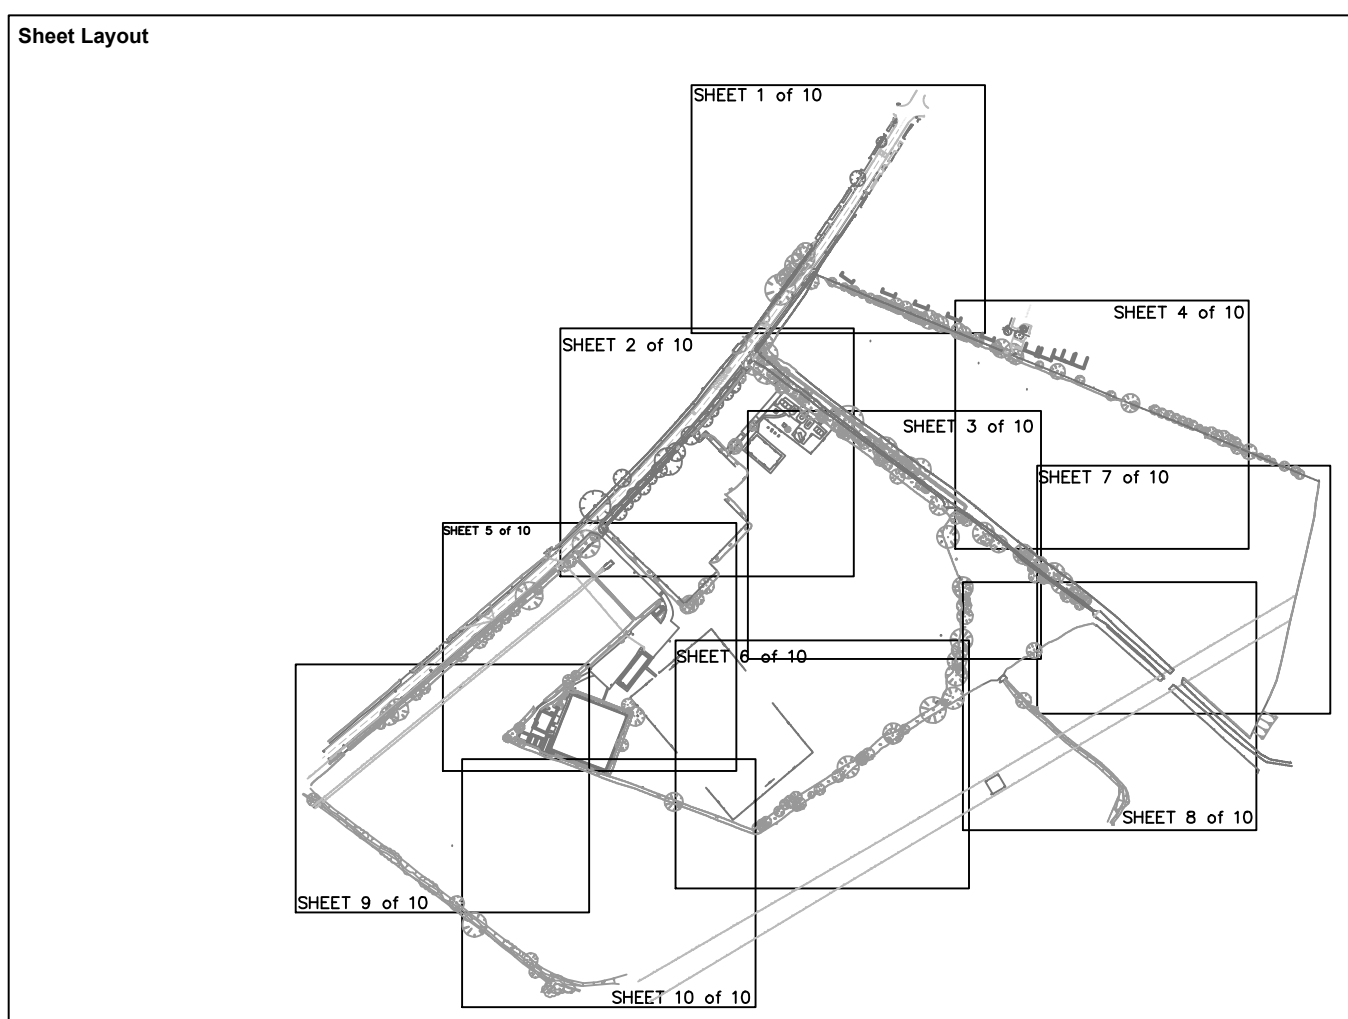 Sheet Layout
SHEET 1 of 10
SHEET 4 of 10
SHEET 2 of 10
SHEET 3 of 10
SHEET 7 of 10
SHEET 5 of 10
SHEET 6 of 10
SHEET 8 of 10
SHEET 9 of 10
SHEET 10 of 10